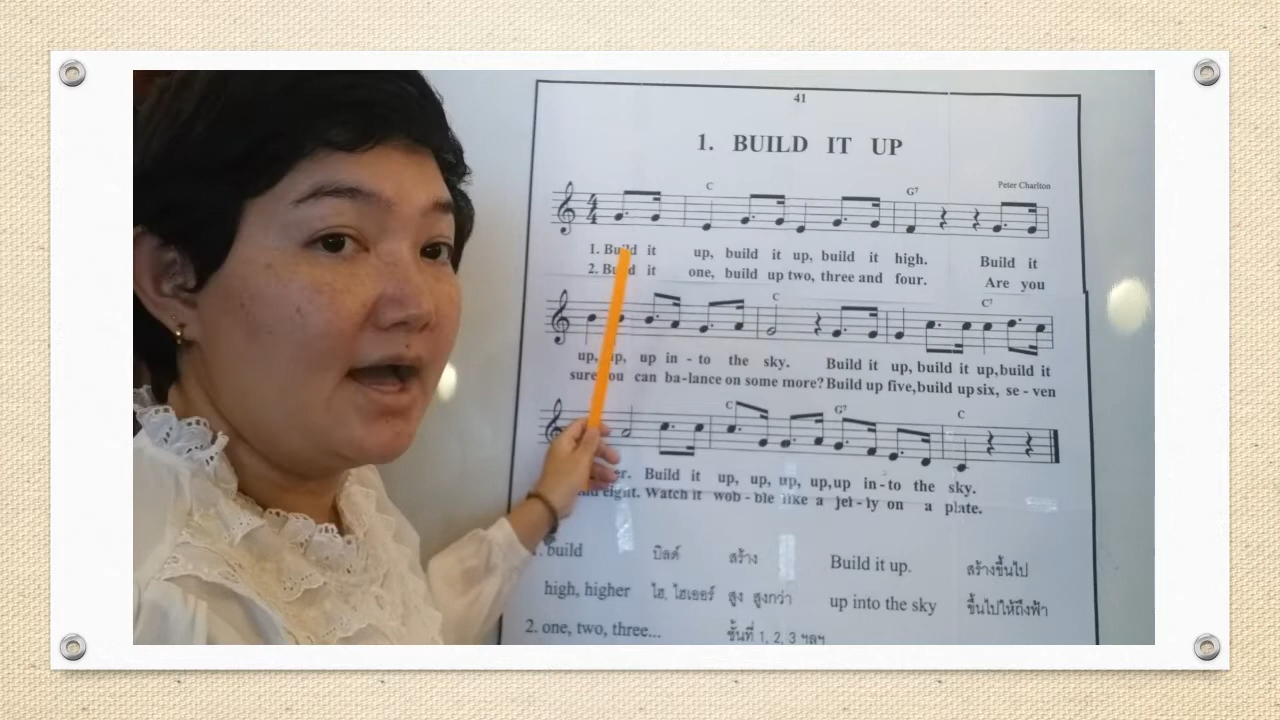 41
1. BUILD IT UP
Peter Charlton
C G7
4
4
1. Build it up, build it up, build it high. Build it
2. Build it one, build up two, three and four. Are you
C C7
up, up, up in - to the sky. Build it up, build it up, build it
sure you can ba-lance on some more? Build up five, build up six, se - ven
C G7 C
Build it up, up, up, up, up in - to the sky.
and eight. Watch it wob - ble like a jel - ly on a plate.
1. build บิลด์ สร้าง Build it up. สร้างขึ้นไป
high, higher ไฮ, ไฮเออร์ สูง สูงกว่า up into the sky ขึ้นไปให้ถึงฟ้า
2. one, two, three... ชั้นที่ 1, 2, 3 ฯลฯ